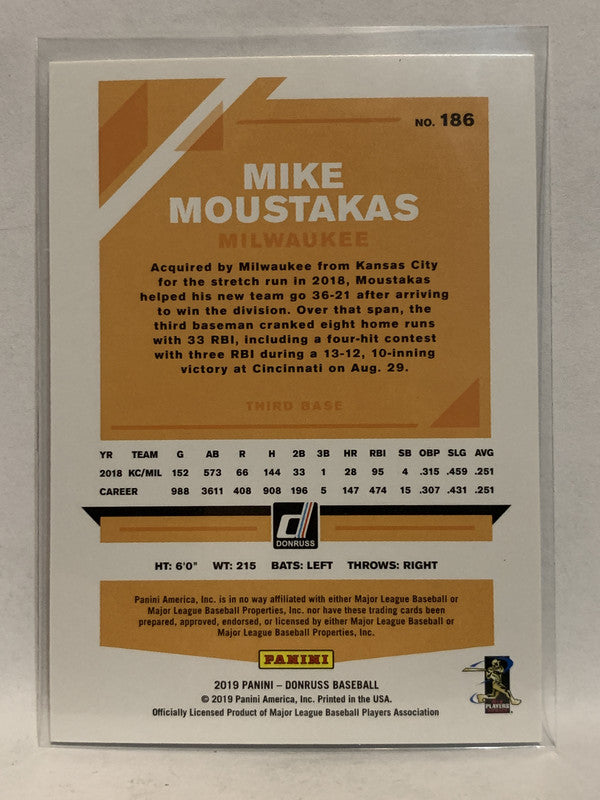 NO. 186
MIKE
MOUSTAKAS
MILWAUKEE
Acquired by Milwaukee from Kansas City
for the stretch run in 2018, Moustakas
helped his new team go 36-21 after arriving
to win the division. Over that span, the
third baseman cranked eight home runs
with 33 RBI, including a four-hit contest
with three RBI during a 13-12, 10-inning
victory at Cincinnati on Aug. 29.
THIRD BASE
YR TEAM G AB R H 2B 3B HR RBI SB OBP SLG AVG
2018 KC/MIL 152 573 66 144 33 1 28 95 4 .315 .459 .251
CAREER 988 3611 408 908 196 5 147 474 15 .307 .431 .251
DONRUSS
HT: 6'0" WT: 215 BATS: LEFT THROWS: RIGHT
Panini America, Inc. is in no way affiliated with either Major League Baseball or
Major League Baseball Properties, Inc. nor have these trading cards been
prepared, approved, endorsed, or licensed by either Major League Baseball or
Major League Baseball Properties, Inc.
PANINI
2019 PANINI – DONRUSS BASEBALL
© 2019 Panini America, Inc. Printed in the USA.
Officially Licensed Product of Major League Baseball Players Association
PLAYERS